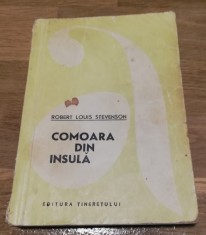 ROBERT LOUIS STEVENSON
COMOARA
DIN
INSULĂ
EDITURA TINERETULUI